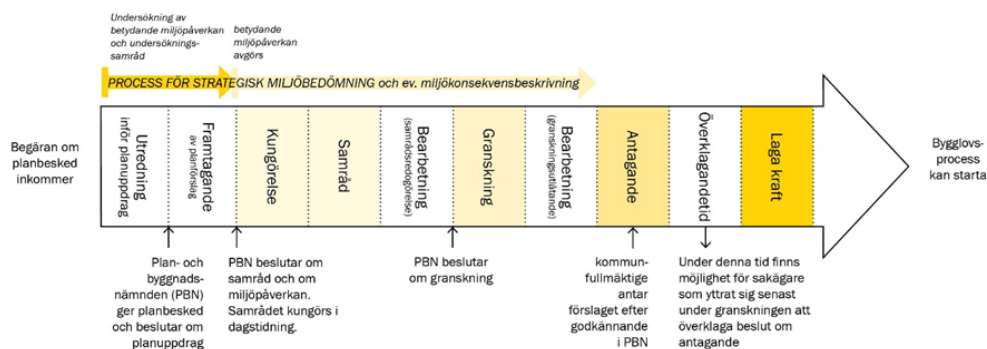 Undersökning av
betydande miljöpåverkan
och undersöknings-
samråd
betydande
miljöpåverkan
avgörs
PROCESS FÖR STRATEGISK MILJÖBEDÖMNING och ev. miljökonsekvensbeskrivning
Begäran om
planbesked
inkommer
Utredning
inför planuppdrag
Framtagande
av planförslag
Kungörelse
Samråd
Bearbetning
(samrådsredogörelse)
Granskning
Bearbetning
(granskningsutlåtande)
Antagande
Överklagandetid
Laga kraft
Bygglovs-
process
kan starta
Plan- och
byggnads-
nämnden (PBN)
ger planbesked
och beslutar om
planuppdrag
PBN beslutar om
samråd och om
miljöpåverkan.
Samrådet kungörs i
dagstidning.
PBN beslutar
om granskning
kommun-
fullmäktige
antar
förslaget efter
godkännande
i PBN
Under denna tid finns
möjlighet för sakägare
som yttrat sig senast
under granskningen att
överklaga beslut om
antagande